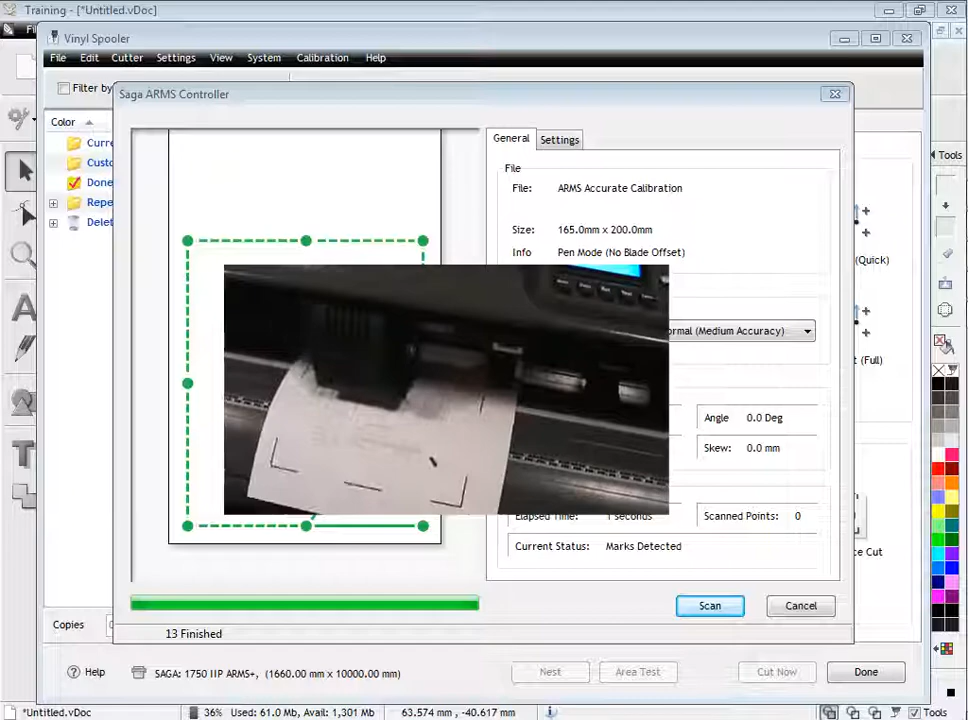 Training - [*Untitled.vDoc]
Vinyl Spooler
File Edit Cutter Settings View System Calibration Help
Filter by
Saga ARMS Controller
Color
Curre
Custo
Done
Repe
Delet
General Settings
File
File: ARMS Accurate Calibration
Size: 165.0mm x 200.0mm
Info Pen Mode (No Blade Offset)
ormal (Medium Accuracy)
Angle 0.0 Deg
Skew: 0.0 mm
Elapsed Time: 1 seconds Scanned Points: 0
Current Status: Marks Detected
Scan Cancel
13 Finished
Tools
(Quick)
t (Full)
ce Cut
Copies
Help SAGA: 1750 IIP ARMS+, (1660.00 mm x 10000.00 mm) Nest Area Test Cut Now Done
*Untitled.vDoc 36% Used: 61.0 Mb, Avail: 1,301 Mb 63.574 mm , -40.617 mm Tools